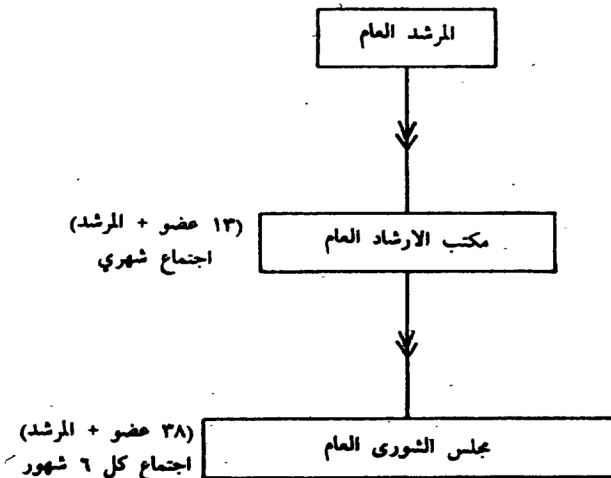 المرشد العام
(١٣ عضو + المرشد)
اجتماع شهري
مكتب الارشاد العام
(٣٨ عضو + المرشد)
اجتماع كل ٦ شهور
مجلس الشورى العام